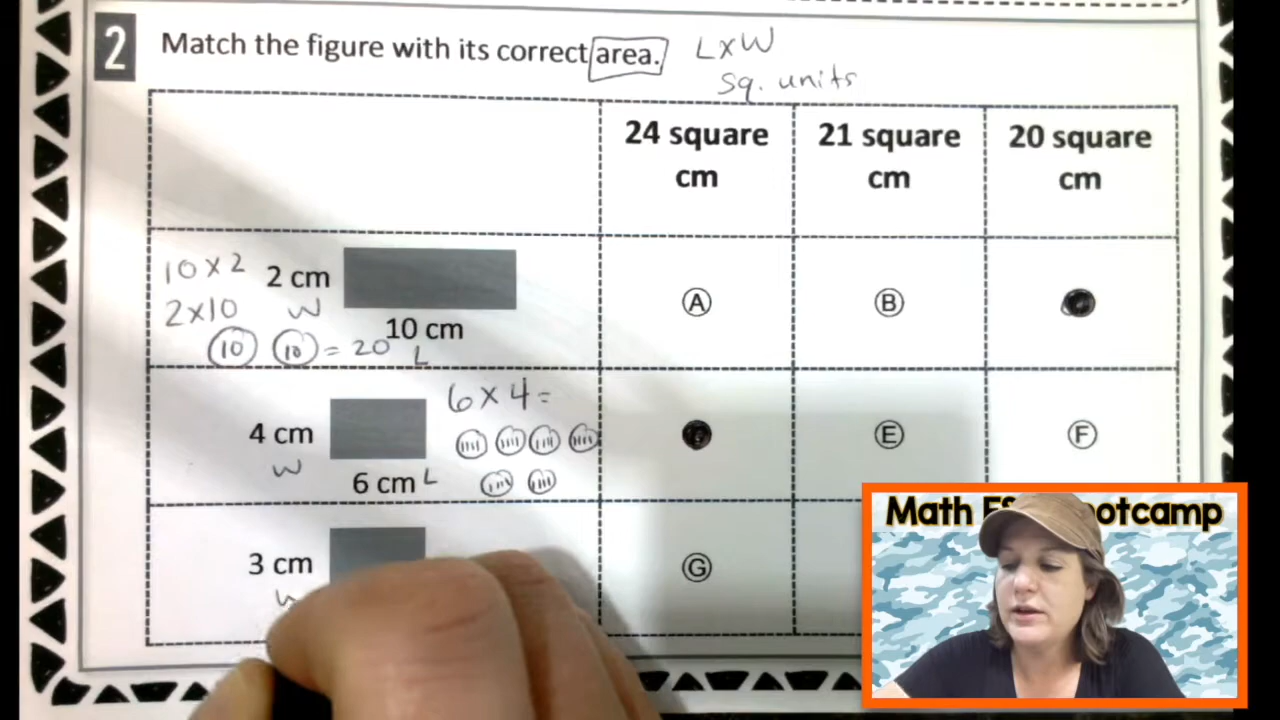 2 Match the figure with its correct area. L x W
sq. units
24 square cm
21 square cm
20 square cm
10 x 2
2 x 10
2 cm
W
10 cm
L
10 10 = 20
A
B
4 cm
W
6 cm L
6 x 4 =
E
F
3 cm
W
G
Math
otcamp